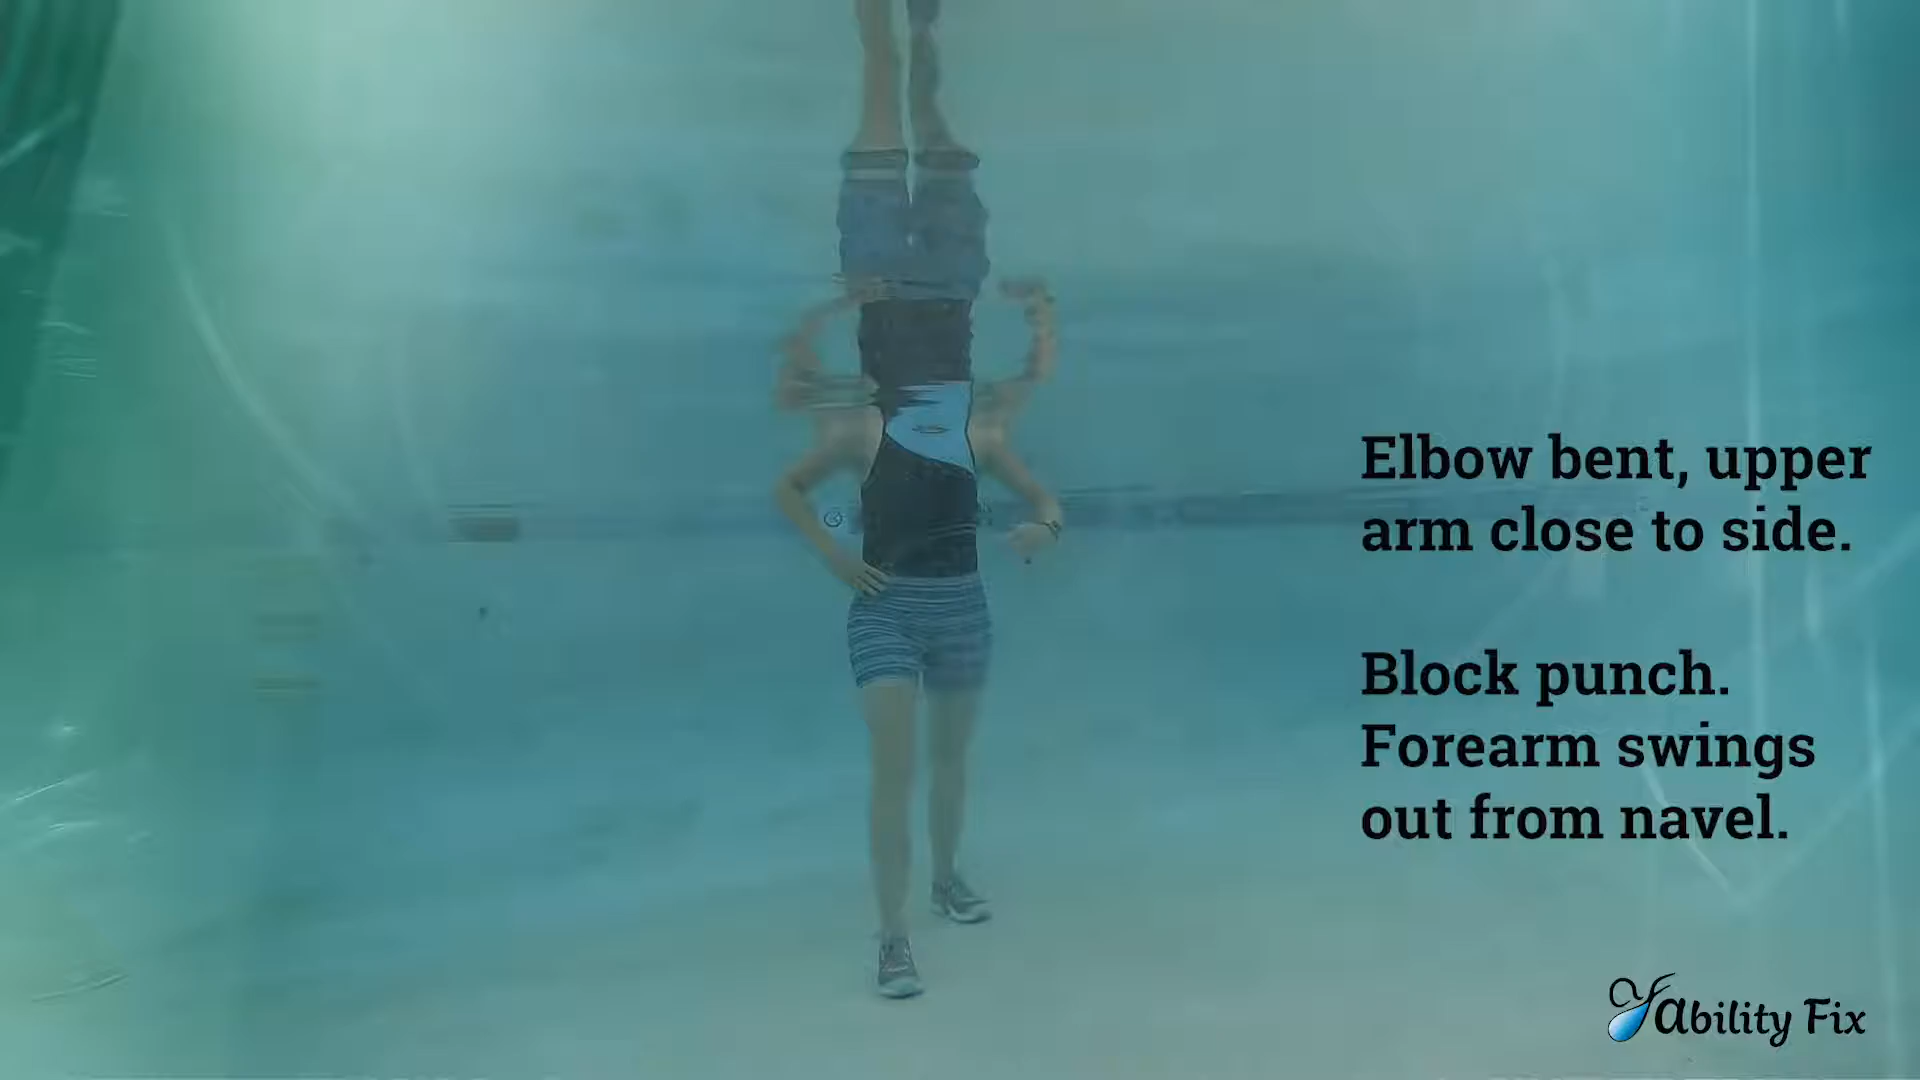 Elbow bent, upper
arm close to side.
Block punch.
Forearm swings
out from navel.
ability Fix